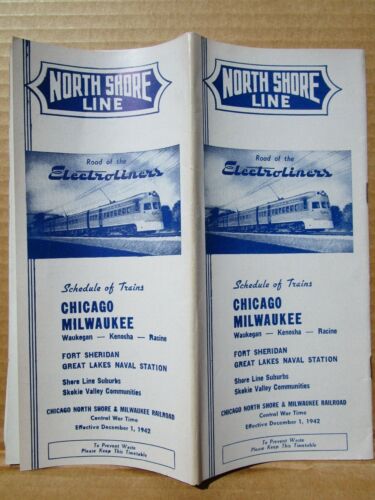 NORTH SHORE
LINE
Road of the
Electroliners
Schedule of Trains
CHICAGO
MILWAUKEE
Waukegan — Kenosha — Racine
FORT SHERIDAN
GREAT LAKES NAVAL STATION
Shore Line Suburbs
Skokie Valley Communities
CHICAGO NORTH SHORE & MILWAUKEE RAILROAD
Central War Time
Effective December 1, 1942
To Prevent Waste
Please Keep This Timetable
NORTH SHORE
LINE
Road of the
Electroliners
Schedule of Trains
CHICAGO
MILWAUKEE
Waukegan — Kenosha — Racine
FORT SHERIDAN
GREAT LAKES NAVAL STATION
Shore Line Suburbs
Skokie Valley Communities
CHICAGO NORTH SHORE & MILWAUKEE RAILROAD
Central War Time
Effective December 1, 1942
To Prevent Waste
Please Keep This Timetable